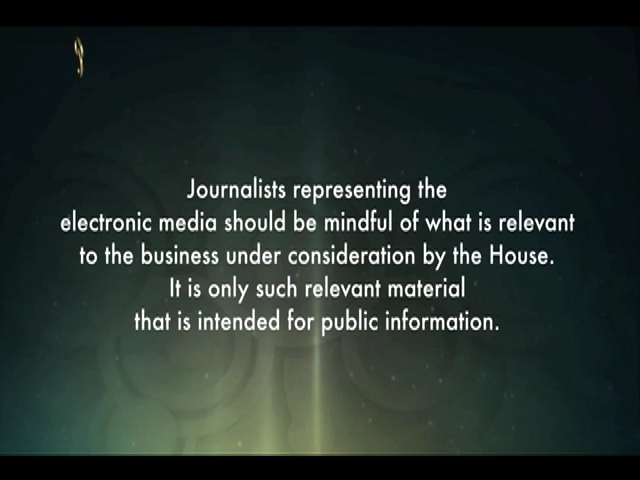 Journalists representing the
electronic media should be mindful of what is relevant
to the business under consideration by the House.
It is only such relevant material
that is intended for public information.